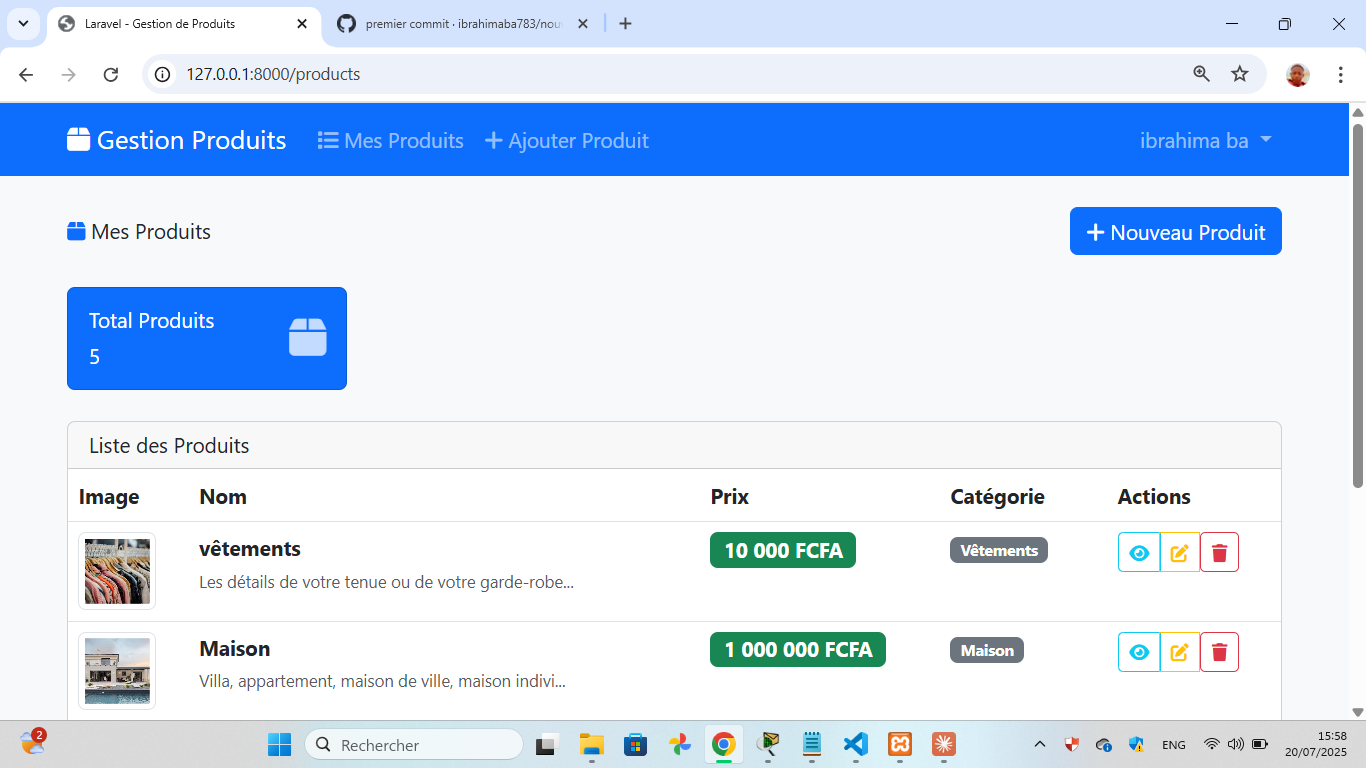 Laravel - Gestion de Produits
premier commit · ibrahimaba783/nou
127.0.0.1:8000/products
Gestion Produits
Mes Produits
Ajouter Produit
ibrahima ba
Mes Produits
Nouveau Produit
Total Produits
5
Liste des Produits
Image Nom Prix Catégorie Actions
vêtements 10 000 FCFA Vêtements
Les détails de votre tenue ou de votre garde-robe...
Maison 1 000 000 FCFA Maison
Villa, appartement, maison de ville, maison indivi...
2
Rechercher
ENG
15:58
20/07/2025